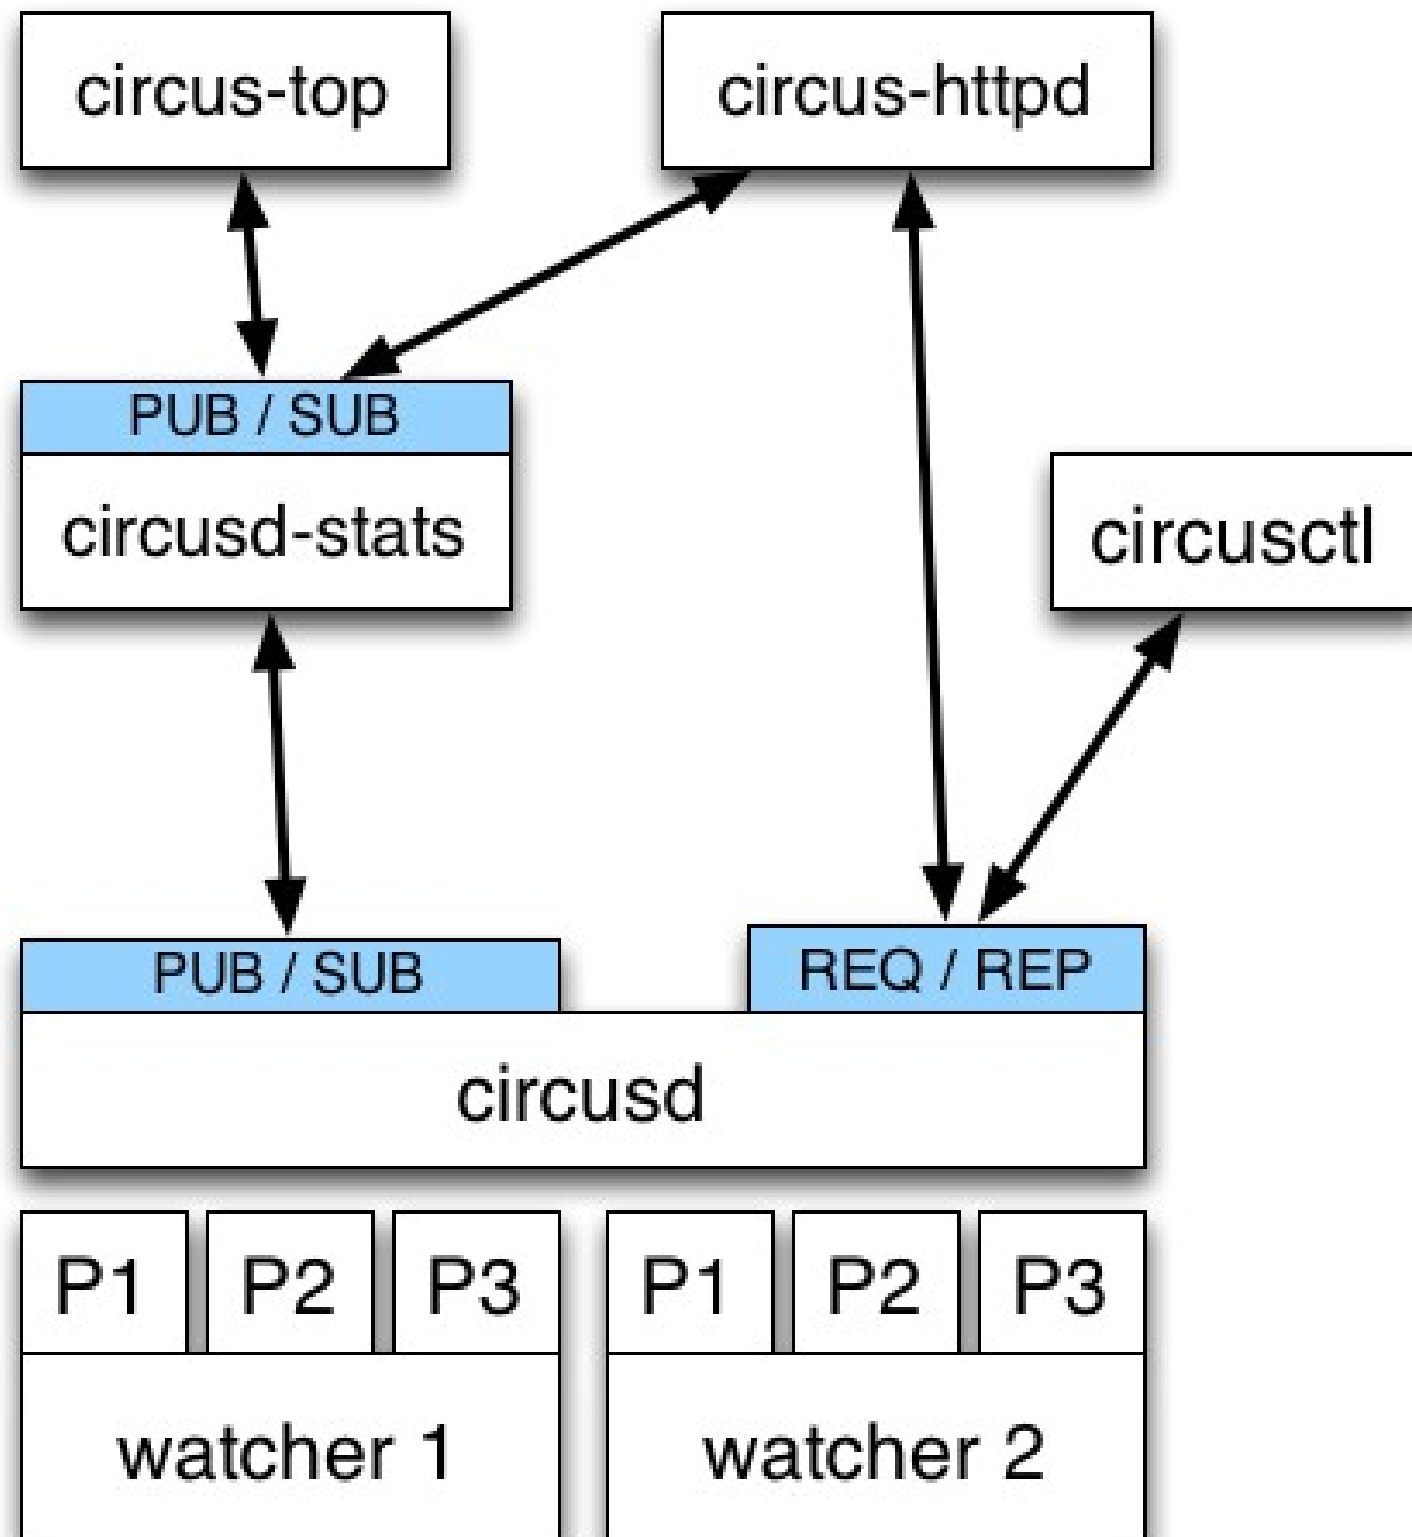 circus-top
circus-httpd
PUB / SUB
circusd-stats
circusctl
PUB / SUB
REQ / REP
circusd
P1 P2 P3 P1 P2 P3
watcher 1 watcher 2